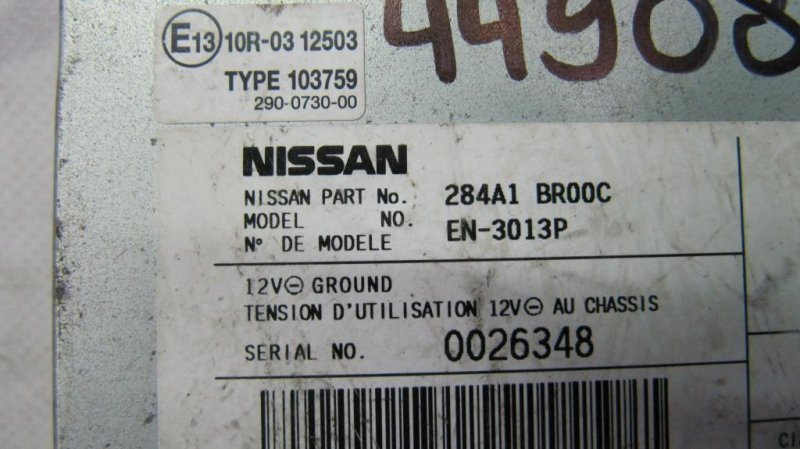 E13 10R-03 12503
TYPE 103759
290-0730-00
44908
NISSAN
NISSAN PART No. 284A1 BR00C
MODEL NO. EN-3013P
N° DE MODELE
12V⊖ GROUND
TENSION D'UTILISATION 12V⊖ AU CHASSIS
SERIAL NO. 0026348